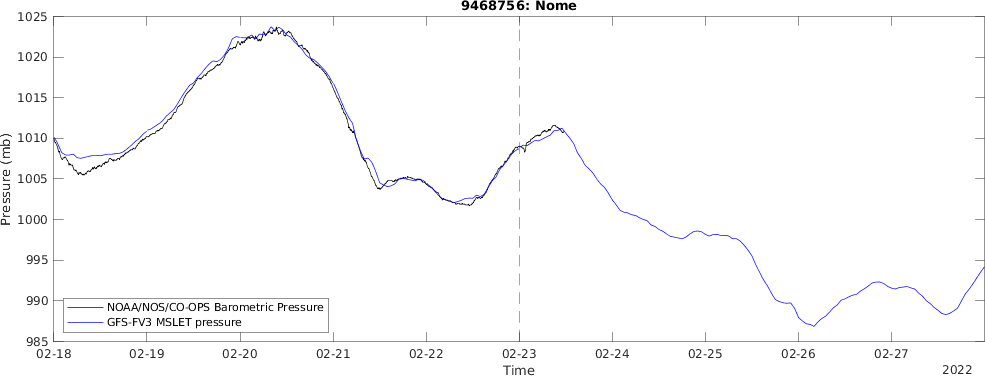 9468756: Nome
Pressure (mb)
1025
1020
1015
1010
1005
1000
995
990
985
NOAA/NOS/CO-OPS Barometric Pressure
GFS-FV3 MSLET pressure
02-18 02-19 02-20 02-21 02-22 02-23 02-24 02-25 02-26 02-27
Time
2022